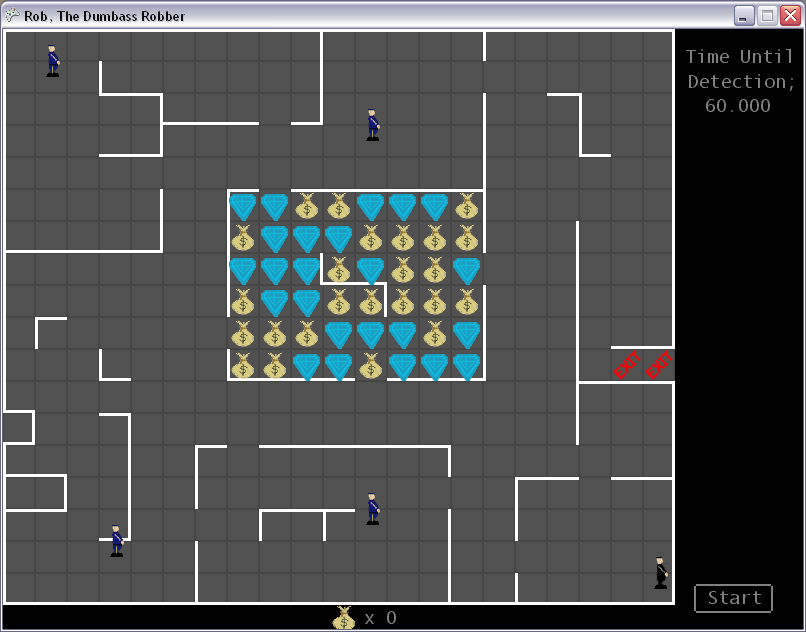 Rob, The Dumbass Robber
Time Until
Detection;
60.000
EXIT EXIT
Start
x 0